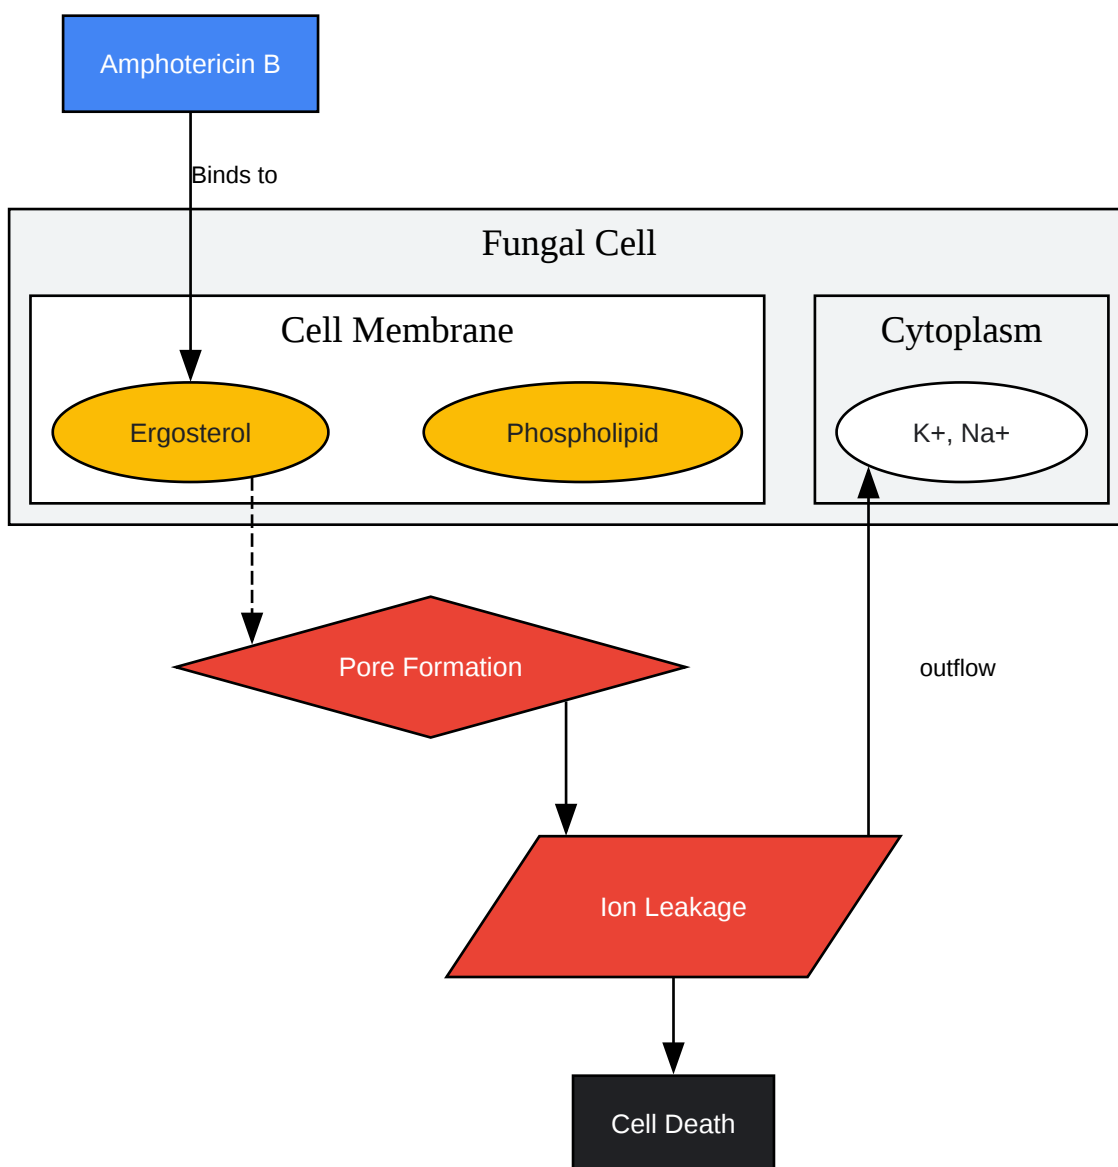 Amphotericin B
Binds to
Fungal Cell
Cell Membrane
Cytoplasm
Ergosterol
Phospholipid
K+, Na+
Pore Formation
outflow
Ion Leakage
Cell Death